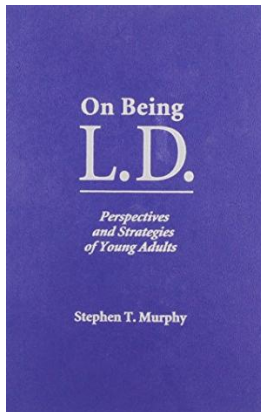 On Being
L.D.
Perspectives
and Strategies
of Young Adults
Stephen T. Murphy